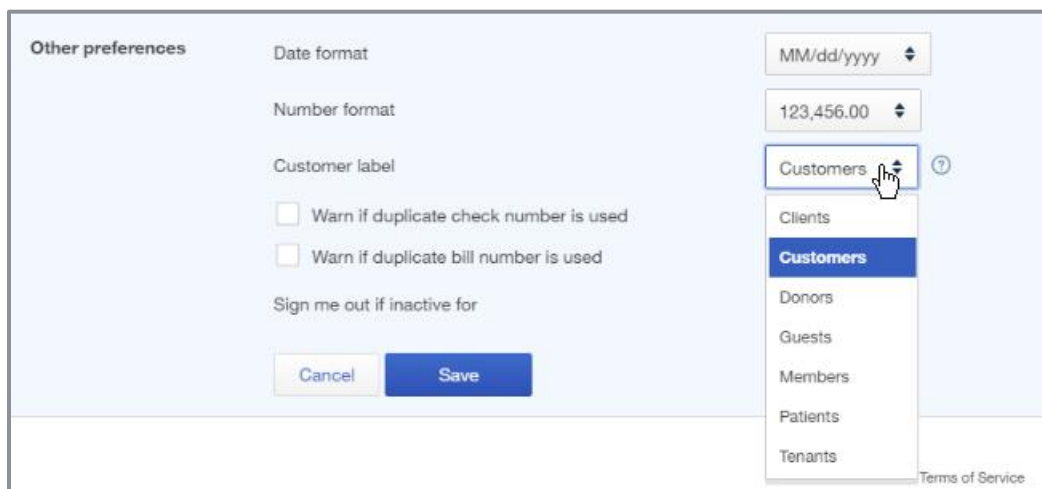 Other preferences
Date format
MM/dd/yyyy
Number format
123,456.00
Customer label
Customers
Clients
Customers
Donors
Guests
Members
Patients
Tenants
Warn if duplicate check number is used
Warn if duplicate bill number is used
Sign me out if inactive for
Cancel
Save
Terms of Service